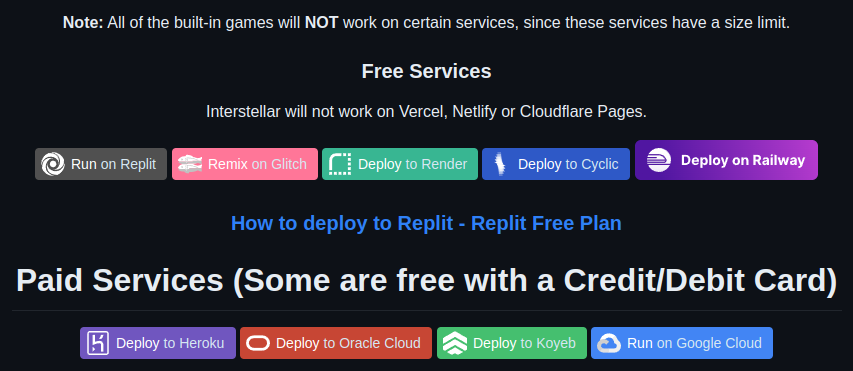 Note: All of the built-in games will NOT work on certain services, since these services have a size limit.
Free Services
Interstellar will not work on Vercel, Netlify or Cloudflare Pages.
Run on Replit Remix on Glitch Deploy to Render Deploy to Cyclic Deploy on Railway
How to deploy to Replit - Replit Free Plan
Paid Services (Some are free with a Credit/Debit Card)
Deploy to Heroku Deploy to Oracle Cloud Deploy to Koyeb Run on Google Cloud